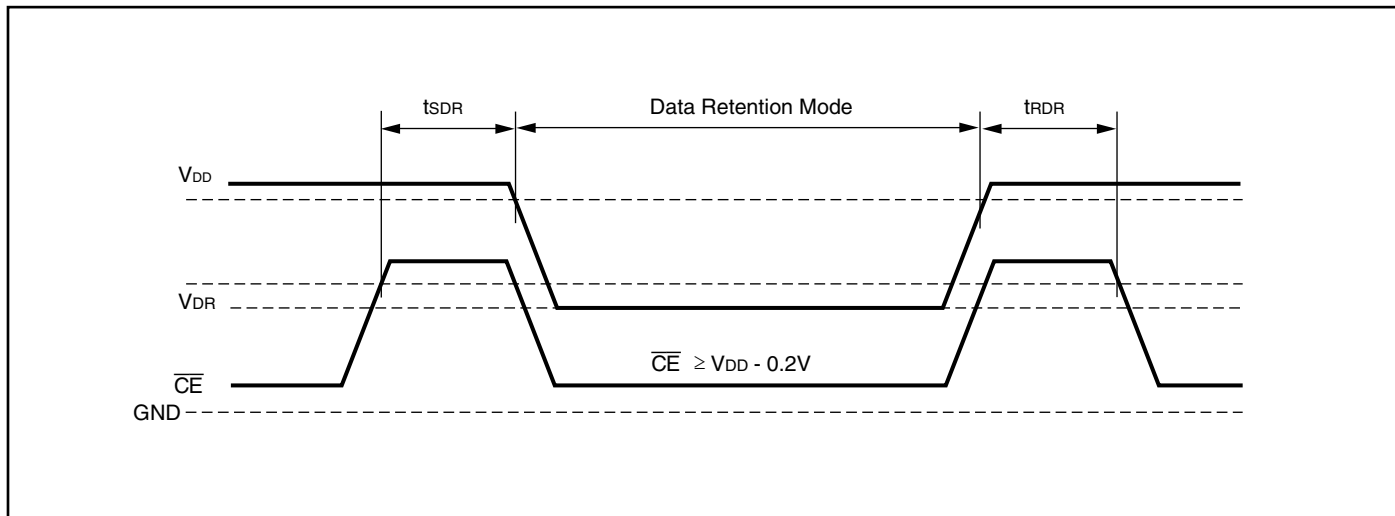 tSDR
Data Retention Mode
tRDR
VDD
VDR
CE ≥ VDD - 0.2V
CE
GND